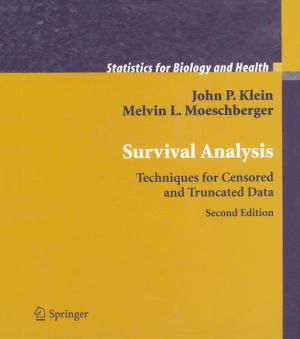 Statistics for Biology and Health
John P. Klein
Melvin L. Moeschberger
Survival Analysis
Techniques for Censored
and Truncated Data
Second Edition
Springer